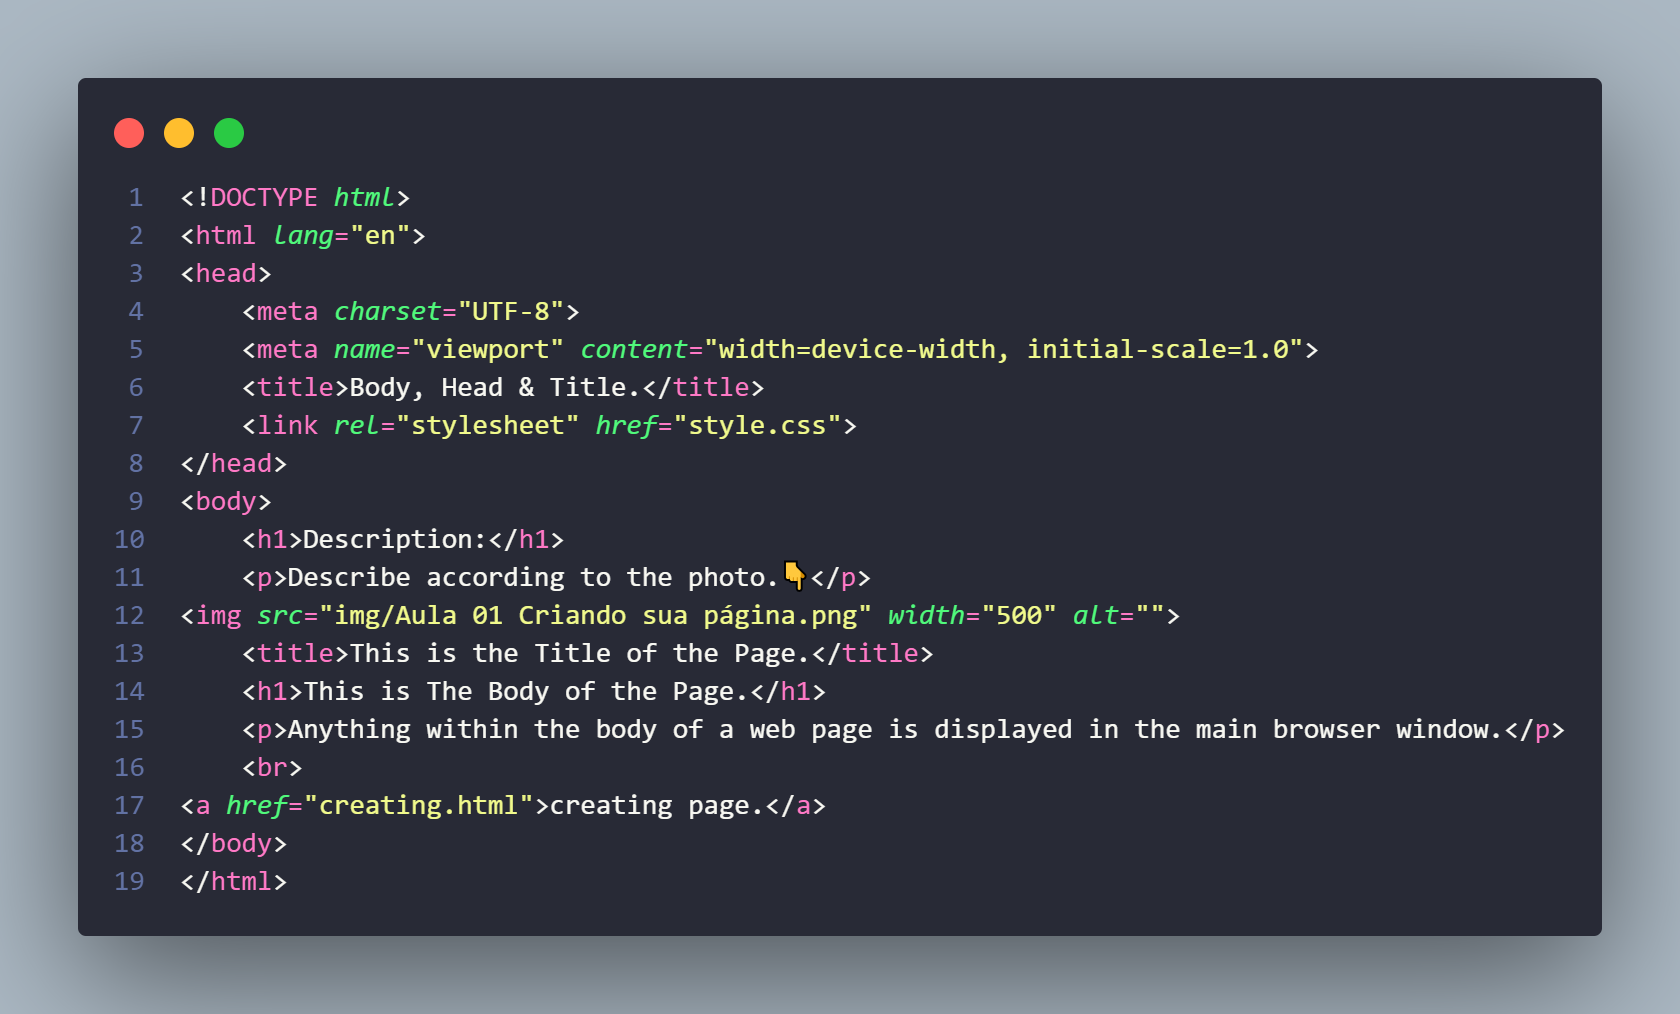 1 <!DOCTYPE html>
2 <html lang="en">
3 <head>
4     <meta charset="UTF-8">
5     <meta name="viewport" content="width=device-width, initial-scale=1.0">
6     <title>Body, Head & Title.</title>
7     <link rel="stylesheet" href="style.css">
8 </head>
9 <body>
10     <h1>Description:</h1>
11     <p>Describe according to the photo.👇</p>
12 <img src="img/Aula 01 Criando sua página.png" width="500" alt="">
13     <title>This is the Title of the Page.</title>
14     <h1>This is The Body of the Page.</h1>
15     <p>Anything within the body of a web page is displayed in the main browser window.</p>
16     <br>
17 <a href="creating.html">creating page.</a>
18 </body>
19 </html>